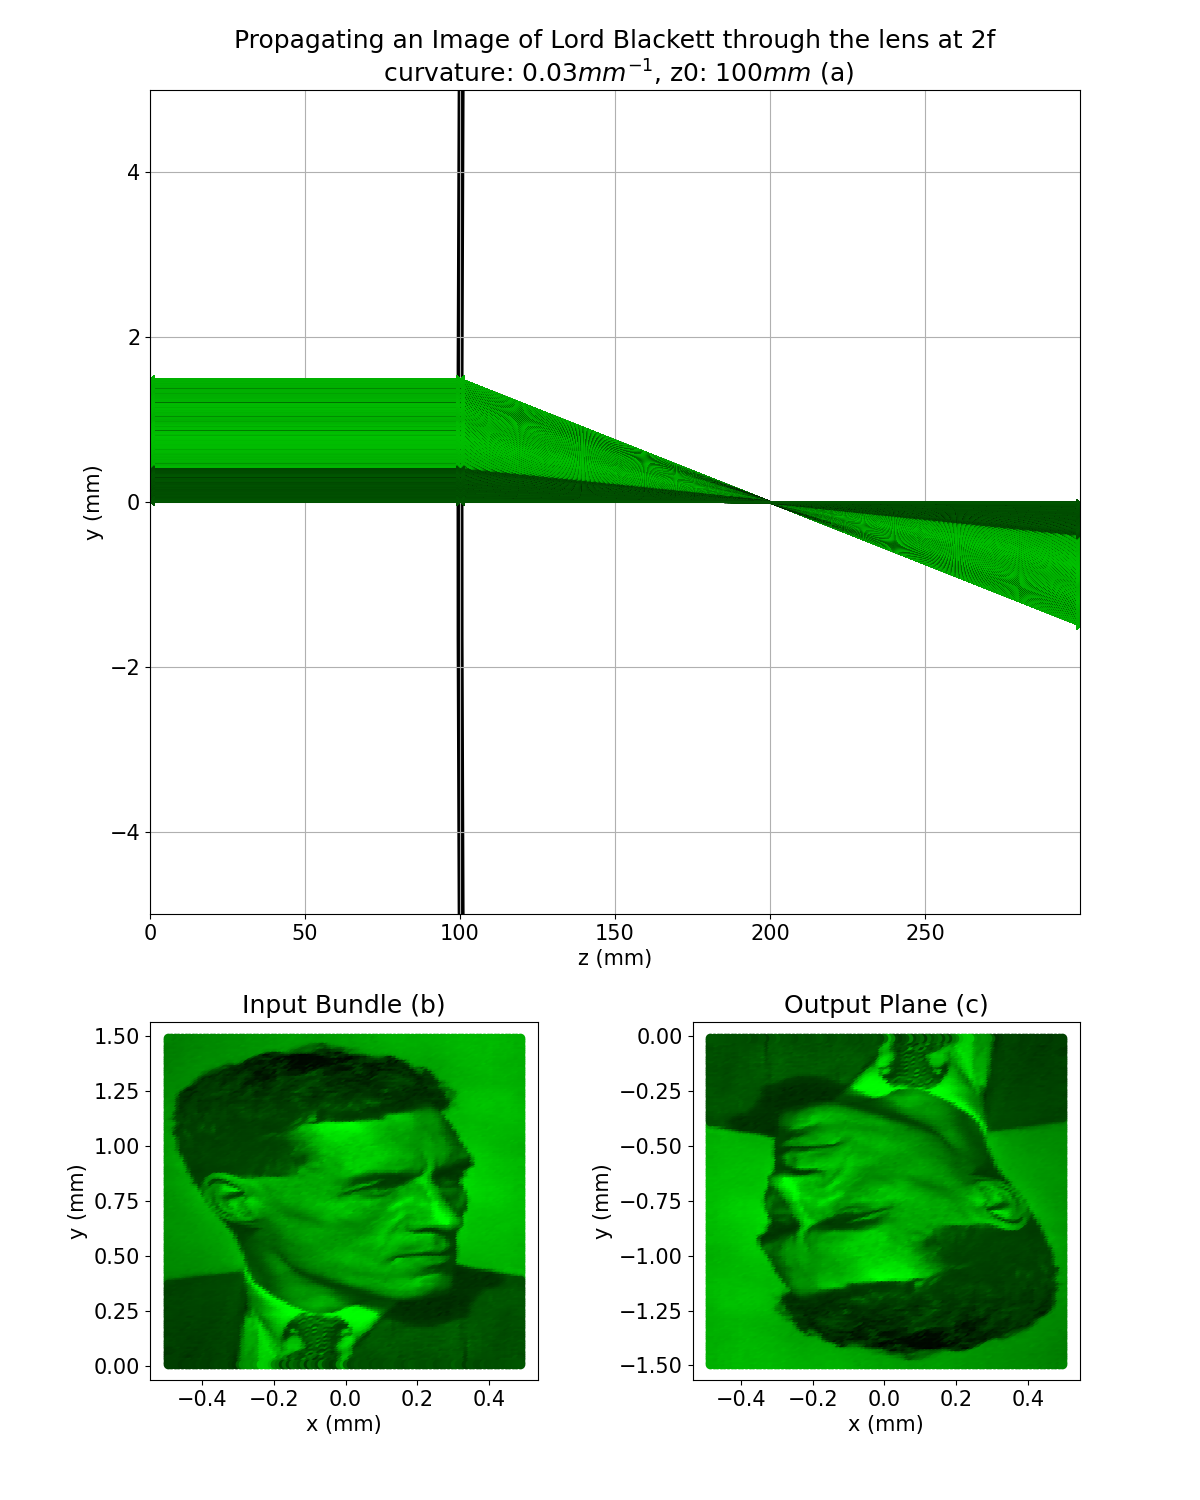 Propagating an Image of Lord Blackett through the lens at 2f
curvature: 0.03mm⁻¹, z0: 100mm (a)
4
2
0
−2
−4
y (mm)
0 50 100 150 200 250
z (mm)
Input Bundle (b)
1.50
1.25
1.00
0.75
0.50
0.25
0.00
y (mm)
−0.4 −0.2 0.0 0.2 0.4
x (mm)
Output Plane (c)
0.00
−0.25
−0.50
−0.75
−1.00
−1.25
−1.50
y (mm)
−0.4 −0.2 0.0 0.2 0.4
x (mm)